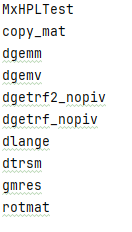 MxHPLTest
copy_mat
dgemm
dgemv
dgetrf2_nopiv
dgetrf_nopiv
dlange
dtrsm
gmres
rotmat